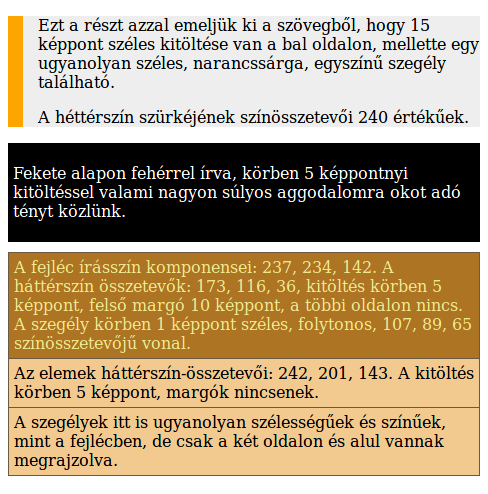 Ezt a részt azzal emeljük ki a szövegből, hogy 15
képpont széles kitöltése van a bal oldalon, mellette egy
ugyanolyan széles, narancssárga, egyszínű szegély
található.
A héttérszín szürkéjének színösszetevői 240 értékűek.
Fekete alapon fehérrel írva, körben 5 képpontnyi
kitöltéssel valami nagyon súlyos aggodalomra okot adó
tényt közlünk.
A fejléc írásszín komponensei: 237, 234, 142. A
háttérszín összetevők: 173, 116, 36, kitöltés körben 5
képpont, felső margó 10 képpont, a többi oldalon nincs.
A szegély körben 1 képpont széles, folytonos, 107, 89, 65
színösszetevőjű vonal.
Az elemek háttérszín-összetevői: 242, 201, 143. A kitöltés
körben 5 képpont, margók nincsenek.
A szegélyek itt is ugyanolyan szélességűek és színűek,
mint a fejlécben, de csak a két oldalon és alul vannak
megrajzolva.